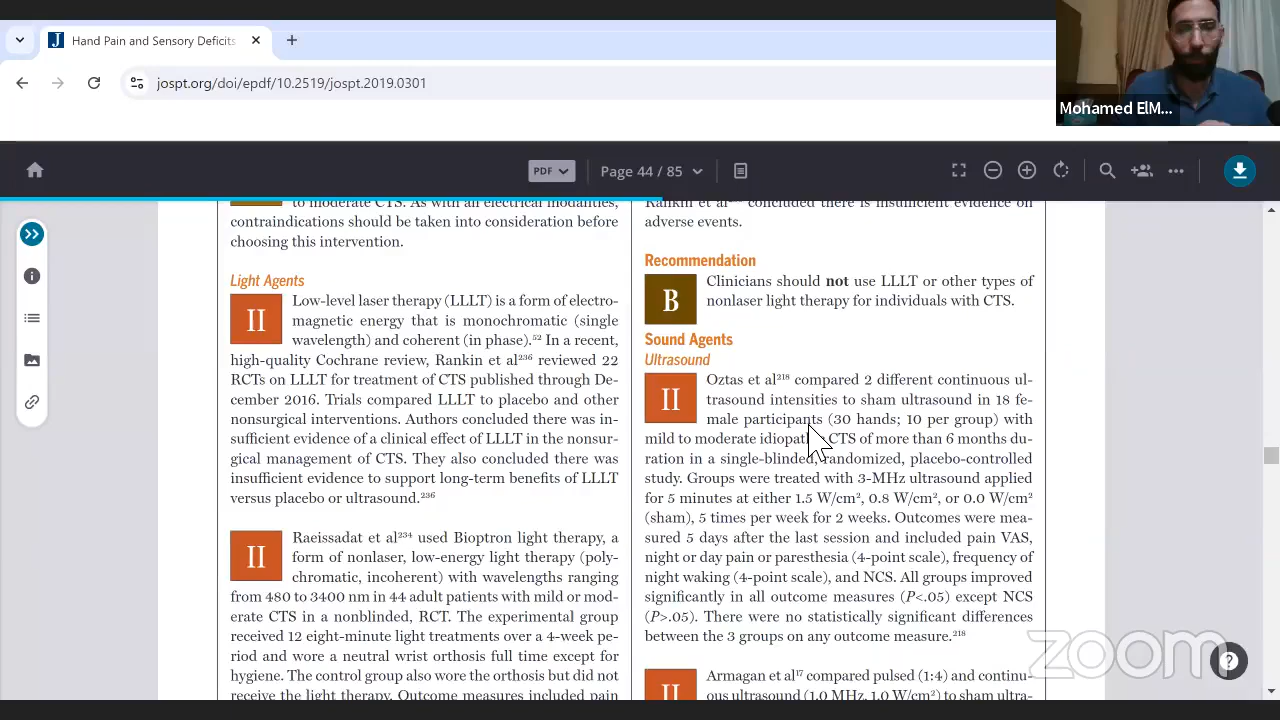 Hand Pain and Sensory Deficits
jospt.org/doi/epdf/10.2519/jospt.2019.0301
Mohamed ElM...
PDF
Page 44 / 85
to moderate CTS. As with all electrical modalities,
contraindications should be taken into consideration before
choosing this intervention.
Light Agents
II
Low-level laser therapy (LLLT) is a form of electro-
magnetic energy that is monochromatic (single
wavelength) and coherent (in phase).52 In a recent,
high-quality Cochrane review, Rankin et al236 reviewed 22
RCTs on LLLT for treatment of CTS published through De-
cember 2016. Trials compared LLLT to placebo and other
nonsurgical interventions. Authors concluded there was in-
sufficient evidence of a clinical effect of LLLT in the nonsur-
gical management of CTS. They also concluded there was
insufficient evidence to support long-term benefits of LLLT
versus placebo or ultrasound.236
II
Raeissadat et al234 used Bioptron light therapy, a
form of nonlaser, low-energy light therapy (poly-
chromatic, incoherent) with wavelengths ranging
from 480 to 3400 nm in 44 adult patients with mild or mod-
erate CTS in a nonblinded, RCT. The experimental group
received 12 eight-minute light treatments over a 4-week pe-
riod and wore a neutral wrist orthosis full time except for
hygiene. The control group also wore the orthosis but did not
receive the light therapy. Outcome measures included pain
Rankin et al concluded there is insufficient evidence on
adverse events.
Recommendation
B
Clinicians should not use LLLT or other types of
nonlaser light therapy for individuals with CTS.
Sound Agents
Ultrasound
II
Oztas et al218 compared 2 different continuous ul-
trasound intensities to sham ultrasound in 18 fe-
male participants (30 hands; 10 per group) with
mild to moderate idiopath CTS of more than 6 months du-
ration in a single-blinded, randomized, placebo-controlled
study. Groups were treated with 3-MHz ultrasound applied
for 5 minutes at either 1.5 W/cm², 0.8 W/cm², or 0.0 W/cm²
(sham), 5 times per week for 2 weeks. Outcomes were mea-
sured 5 days after the last session and included pain VAS,
night or day pain or paresthesia (4-point scale), frequency of
night waking (4-point scale), and NCS. All groups improved
significantly in all outcome measures (P<.05) except NCS
(P>.05). There were no statistically significant differences
between the 3 groups on any outcome measure.218
II
Armagan et al17 compared pulsed (1:4) and continu-
ous ultrasound (1.0 MHz, 1.0 W/cm²) to sham ultra-
zoom